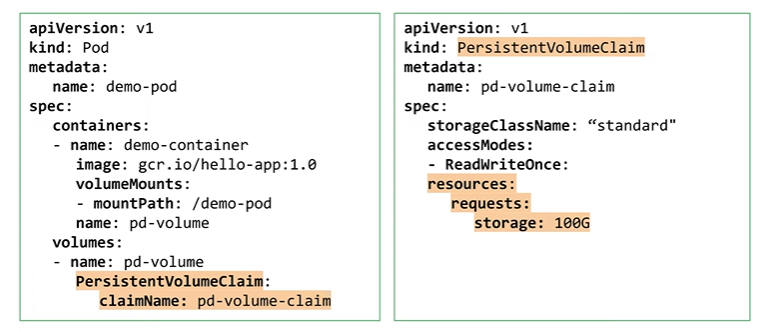 apiVersion: v1
kind: Pod
metadata:
name: demo-pod
spec:
containers:
- name: demo-container
image: gcr.io/hello-app:1.0
volumeMounts:
- mountPath: /demo-pod
name: pd-volume
volumes:
- name: pd-volume
PersistentVolumeClaim:
claimName: pd-volume-claim
apiVersion: v1
kind: PersistentVolumeClaim
metadata:
name: pd-volume-claim
spec:
storageClassName: “standard"
accessModes:
- ReadWriteOnce:
resources:
requests:
storage: 100G